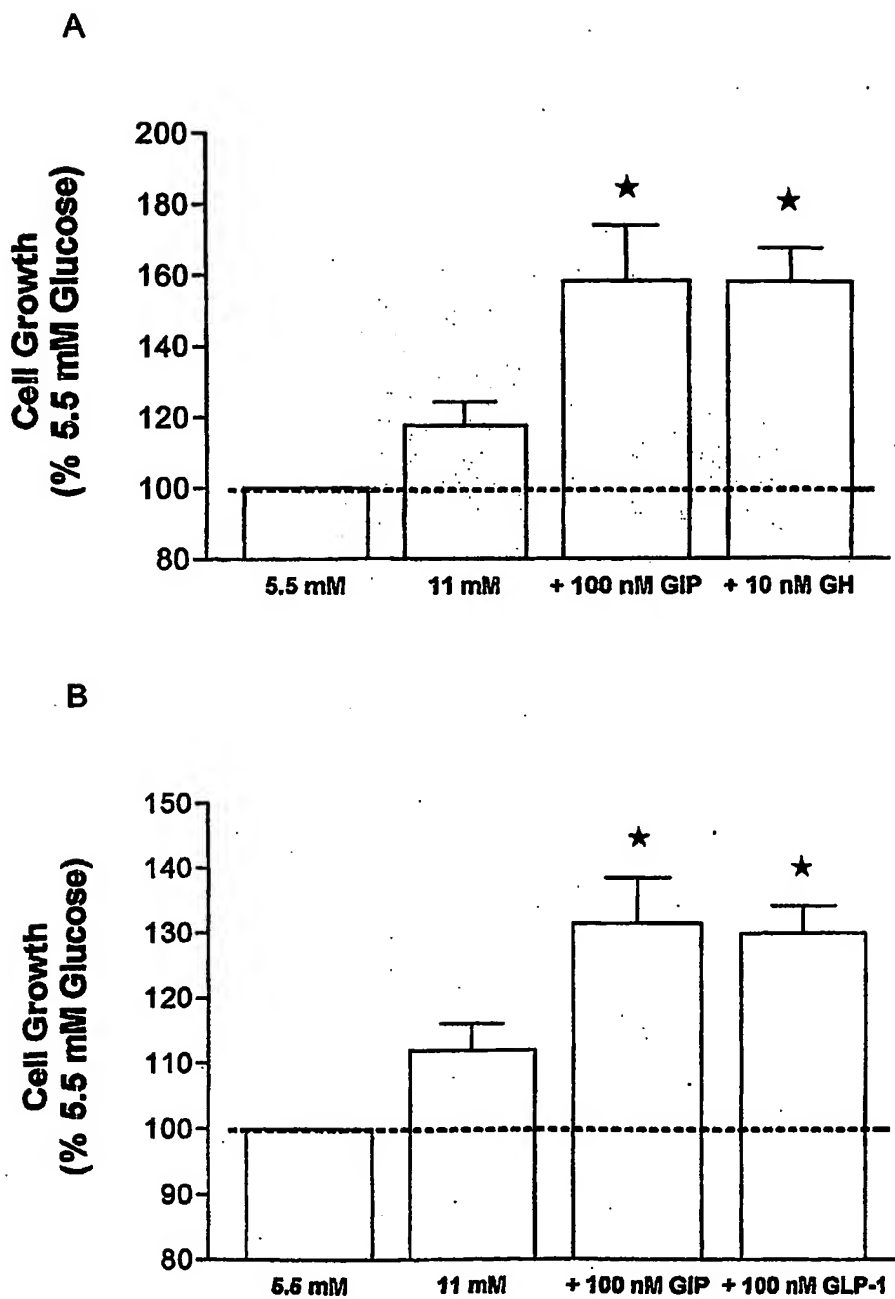 A
Cell Growth
(% 5.5 mM Glucose)
200
180
160
140
120
100
80
5.5 mM 11 mM + 100 nM GIP + 10 nM GH
B
Cell Growth
(% 5.5 mM Glucose)
150
140
130
120
110
100
90
80
5.5 mM 11 mM + 100 nM GIP + 100 nM GLP-1